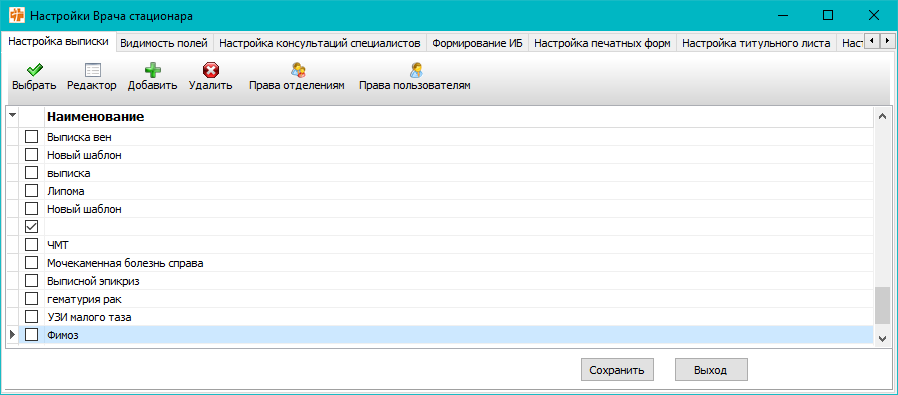 Настройки Врача стационара
Настройка выписки Видимость полей Настройка консультаций специалистов Формирование ИБ Настройка печатных форм Настройка титульного листа Наст
Выбрать Редактор Добавить Удалить Права отделениям Права пользователям
Наименование
Выписка вен
Новый шаблон
выписка
Липома
Новый шаблон
ЧМТ
Мочекаменная болезнь справа
Выписной эпикриз
гематурия рак
УЗИ малого таза
Фимоз
Сохранить Выход